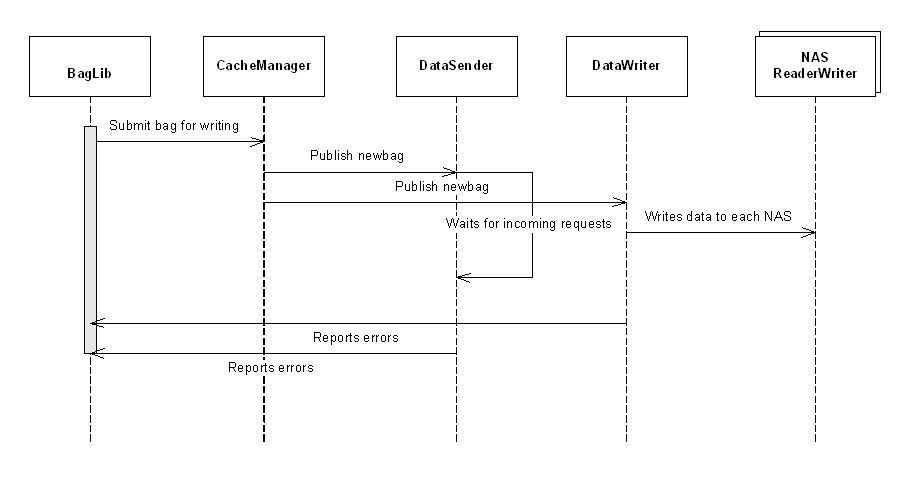 BagLib
CacheManager
DataSender
DataWriter
NAS
ReaderWriter
Submit bag for writing
Publish newbag
Publish newbag
Waits for incoming requests
Writes data to each NAS
Reports errors
Reports errors